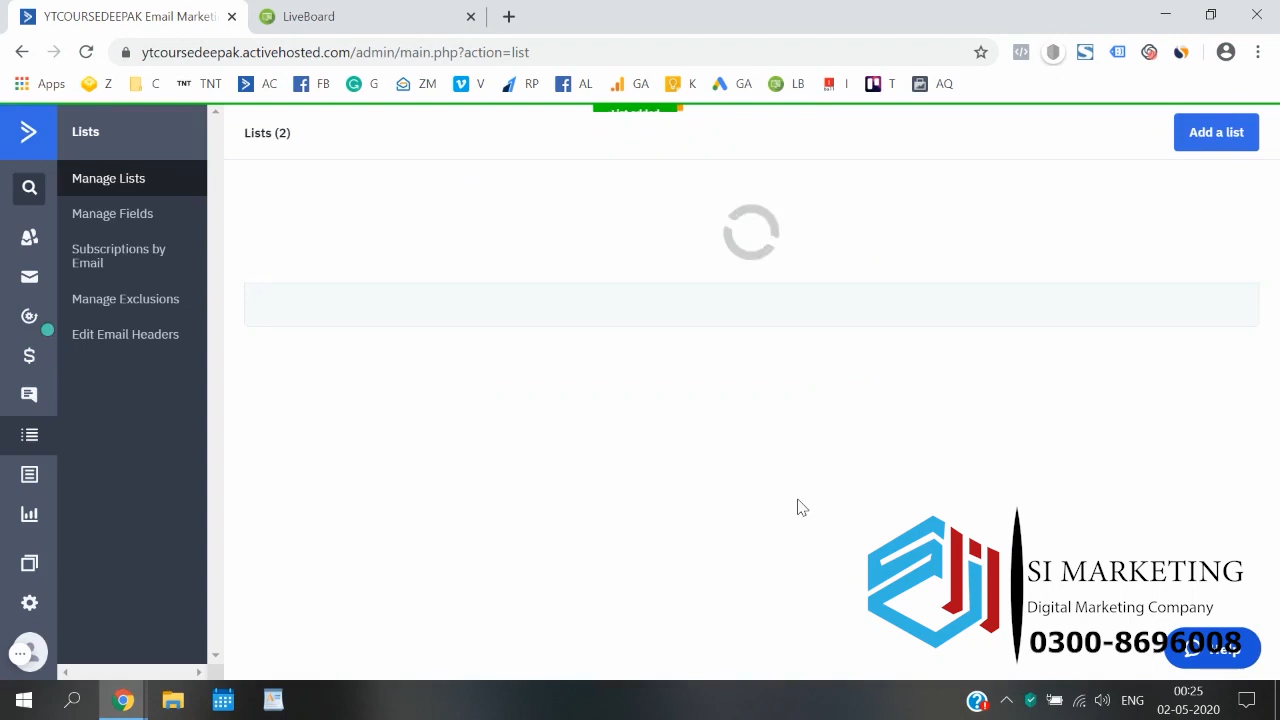 YTCOURSEDEEPAK Email Marketi
LiveBoard
ytcoursedeepak.activehosted.com/admin/main.php?action=list
Apps Z C TNT TNT AC FB G ZM V RP AL GA K GA LB I T AQ
Lists
Manage Lists
Manage Fields
Subscriptions by
Email
Manage Exclusions
Edit Email Headers
Lists (2)
Add a list
SI MARKETING
Digital Marketing Company
0300-8696008
ENG
00:25
02-05-2020